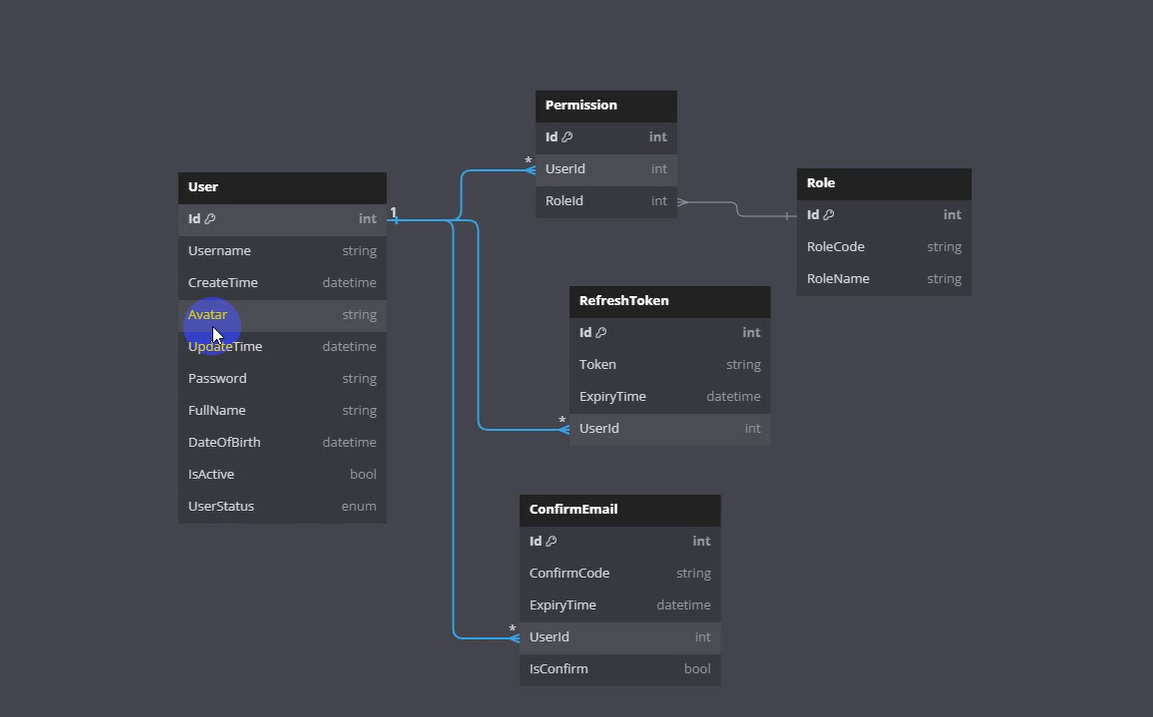 User
Id int
Username string
CreateTime datetime
Avatar string
UpdateTime datetime
Password string
FullName string
DateOfBirth datetime
IsActive bool
UserStatus enum
1
*
Permission
Id int
UserId int
RoleId int
Role
Id int
RoleCode string
RoleName string
*
RefreshToken
Id int
Token string
ExpiryTime datetime
UserId int
*
ConfirmEmail
Id int
ConfirmCode string
ExpiryTime datetime
UserId int
IsConfirm bool